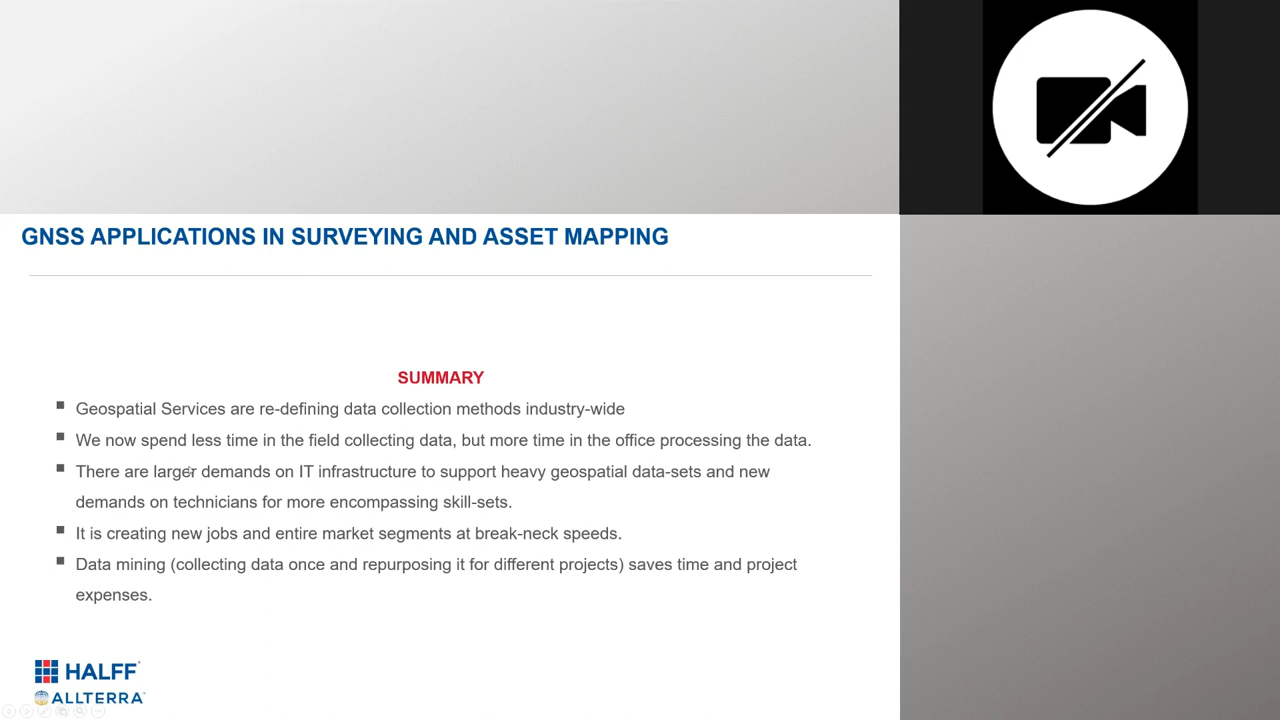 GNSS APPLICATIONS IN SURVEYING AND ASSET MAPPING
SUMMARY
Geospatial Services are re-defining data collection methods industry-wide
We now spend less time in the field collecting data, but more time in the office processing the data.
There are larger demands on IT infrastructure to support heavy geospatial data-sets and new
demands on technicians for more encompassing skill-sets.
It is creating new jobs and entire market segments at break-neck speeds.
Data mining (collecting data once and repurposing it for different projects) saves time and project
expenses.
HALFF
ALLTERRA